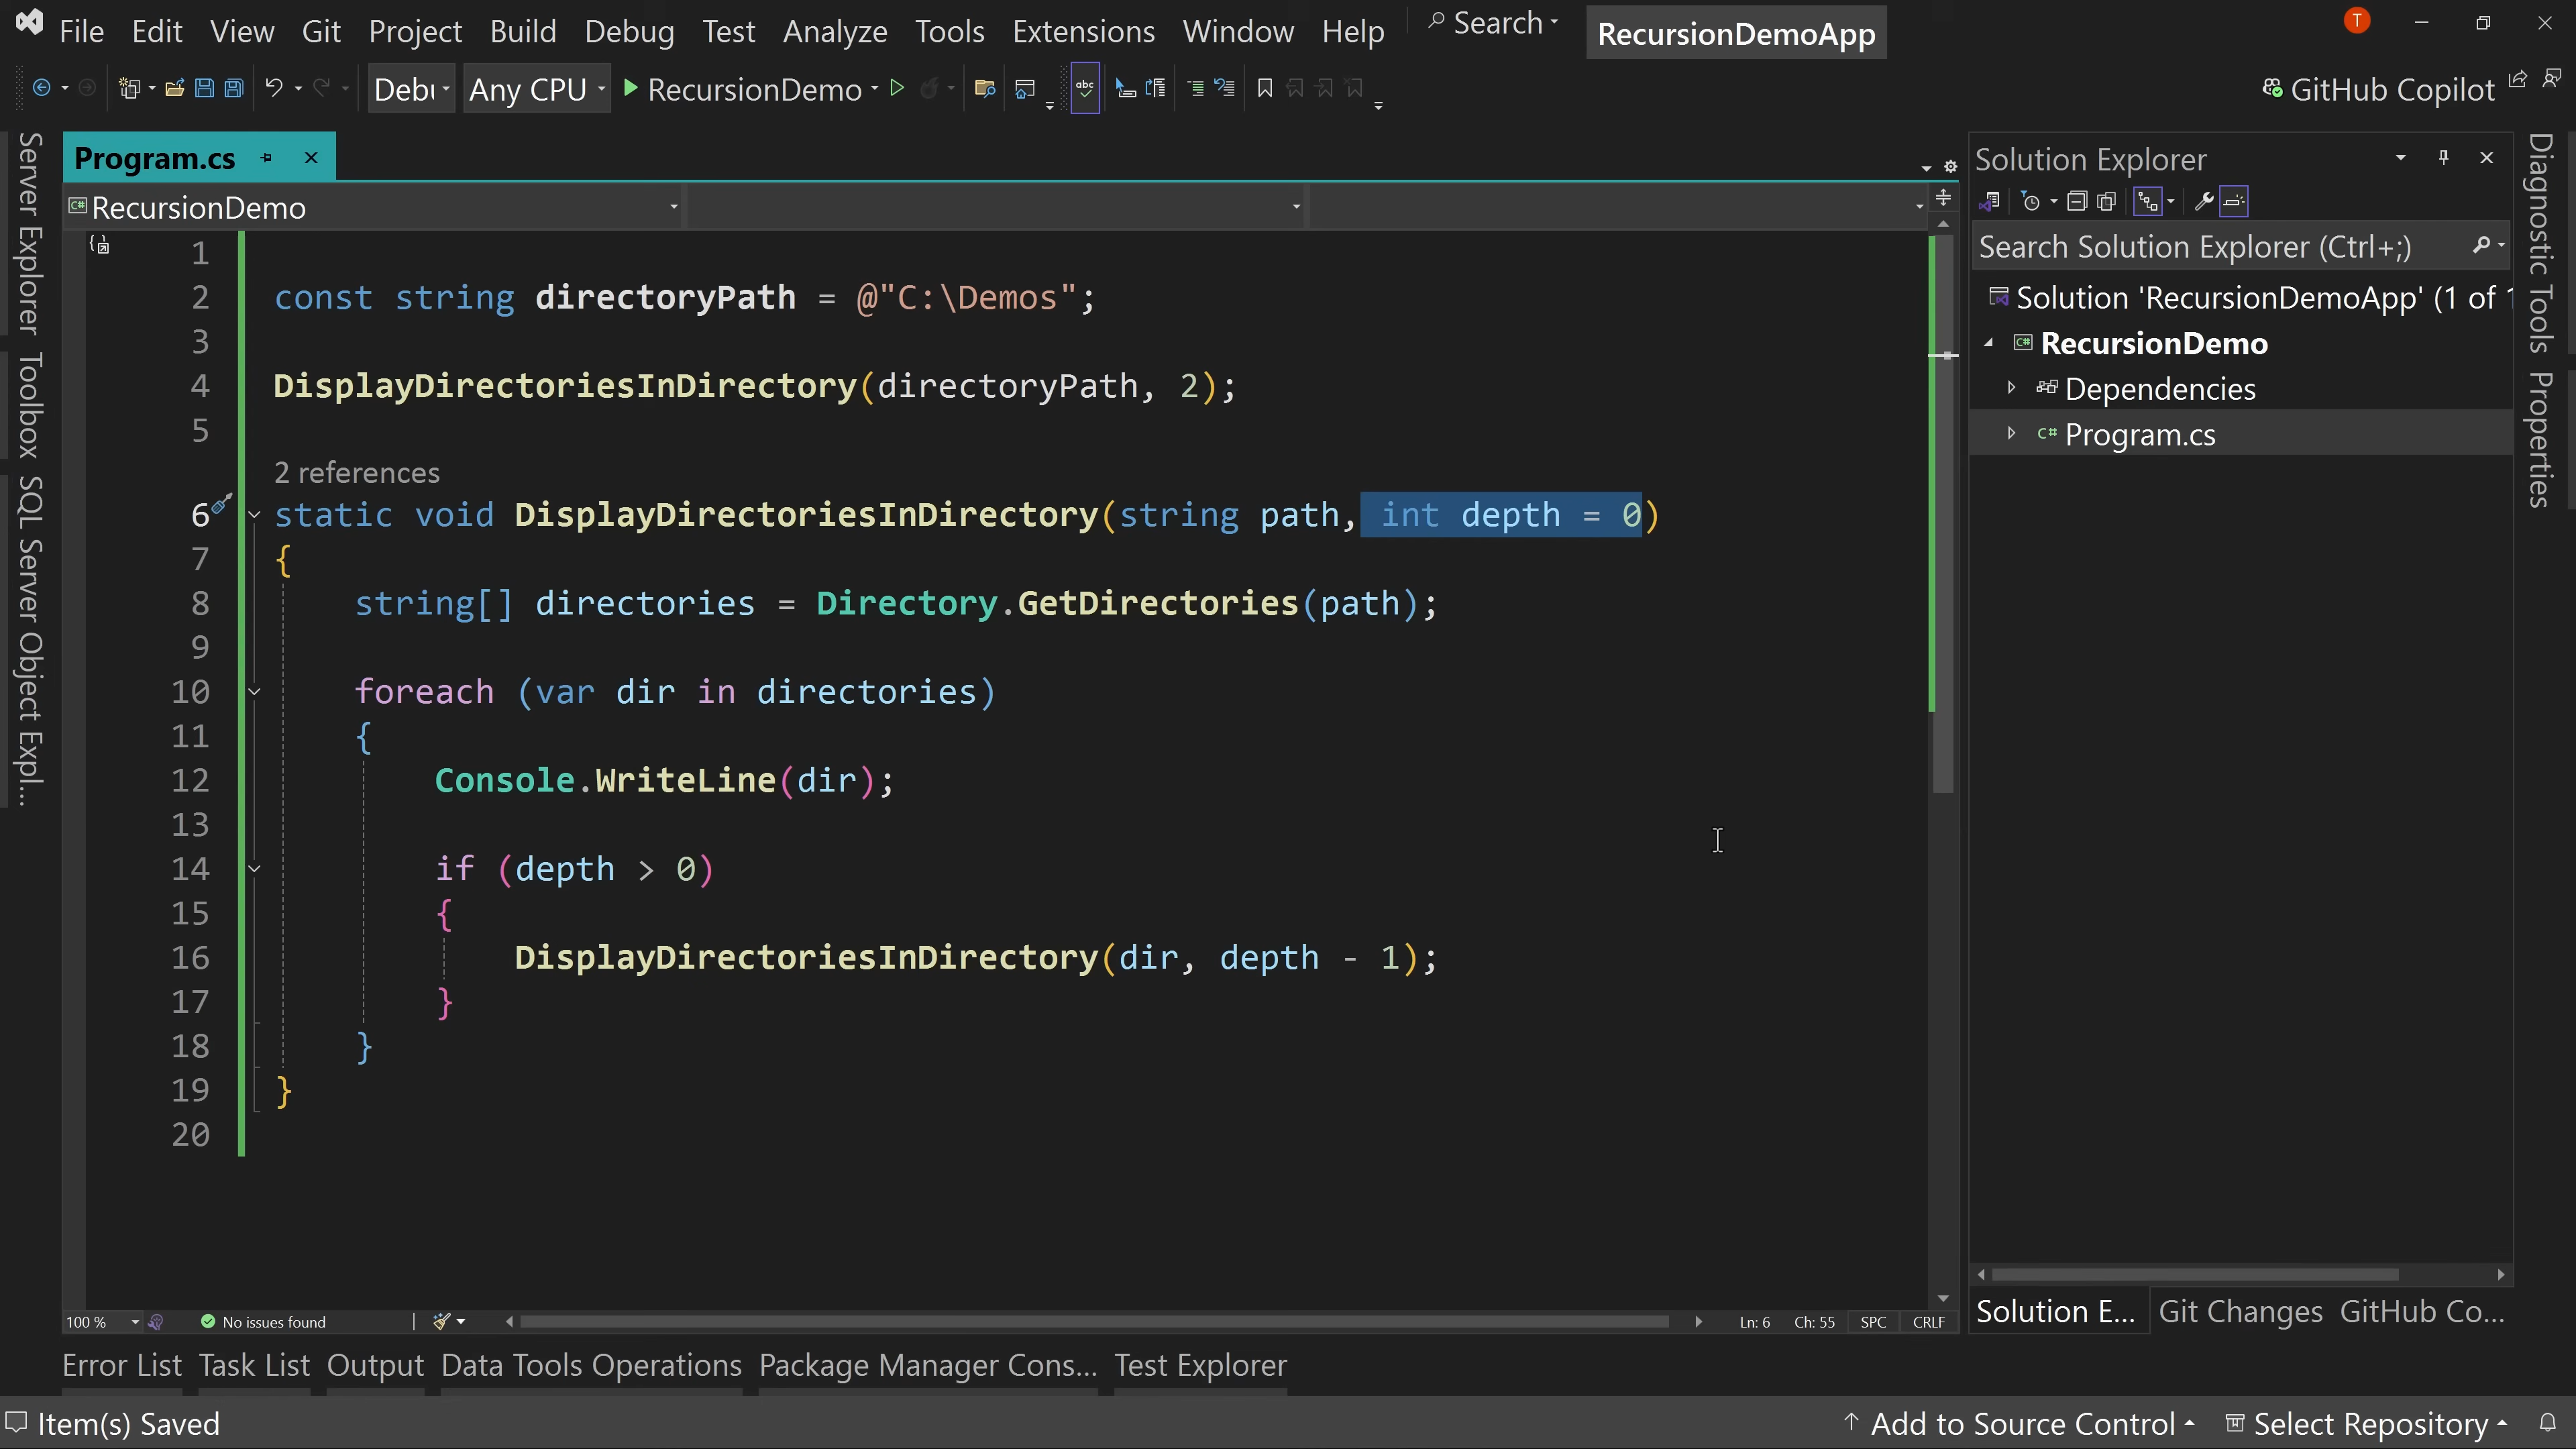 File Edit View Git Project Build Debug Test Analyze Tools Extensions Window Help Search RecursionDemoApp T
Debu Any CPU RecursionDemo abc GitHub Copilot
Server Explorer Toolbox SQL Server Object Expl...
Program.cs
C# RecursionDemo
1
2 const string directoryPath = @"C:\Demos";
3
4 DisplayDirectoriesInDirectory(directoryPath, 2);
5
2 references
6 static void DisplayDirectoriesInDirectory(string path, int depth = 0)
7 {
8 string[] directories = Directory.GetDirectories(path);
9
10 foreach (var dir in directories)
11 {
12 Console.WriteLine(dir);
13
14 if (depth > 0)
15 {
16 DisplayDirectoriesInDirectory(dir, depth - 1);
17 }
18 }
19 }
20
100 % No issues found Ln: 6 Ch: 55 SPC CRLF
Solution Explorer
Search Solution Explorer (Ctrl+;)
Solution 'RecursionDemoApp' (1 of 1
C# RecursionDemo
Dependencies
C# Program.cs
Solution E... Git Changes GitHub Co...
Diagnostic Tools Properties
Error List Task List Output Data Tools Operations Package Manager Cons... Test Explorer
Item(s) Saved Add to Source Control Select Repository